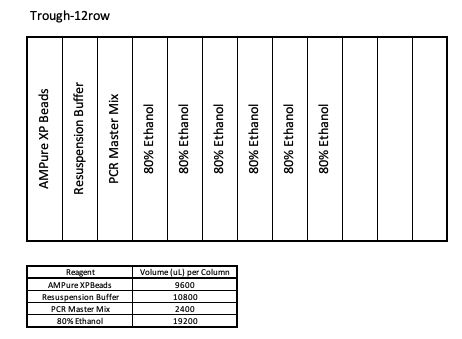 Trough-12row
AMPure XP Beads
Resuspension Buffer
PCR Master Mix
80% Ethanol
80% Ethanol
80% Ethanol
80% Ethanol
80% Ethanol
80% Ethanol
Reagent Volume (uL) per Column
AMPure XPBeads 9600
Resuspension Buffer 10800
PCR Master Mix 2400
80% Ethanol 19200